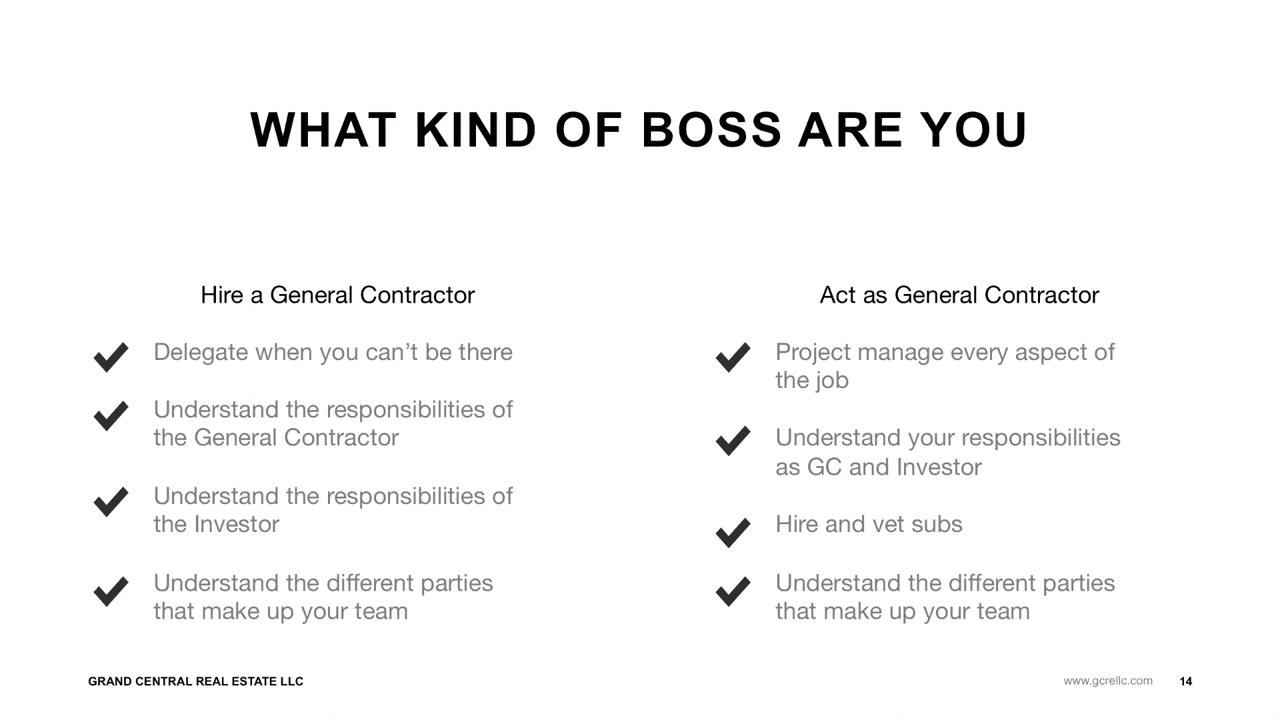 WHAT KIND OF BOSS ARE YOU
Hire a General Contractor
Delegate when you can’t be there
Understand the responsibilities of
the General Contractor
Understand the responsibilities of
the Investor
Understand the different parties
that make up your team
Act as General Contractor
Project manage every aspect of
the job
Understand your responsibilities
as GC and Investor
Hire and vet subs
Understand the different parties
that make up your team
GRAND CENTRAL REAL ESTATE LLC
www.gcrellc.com
14